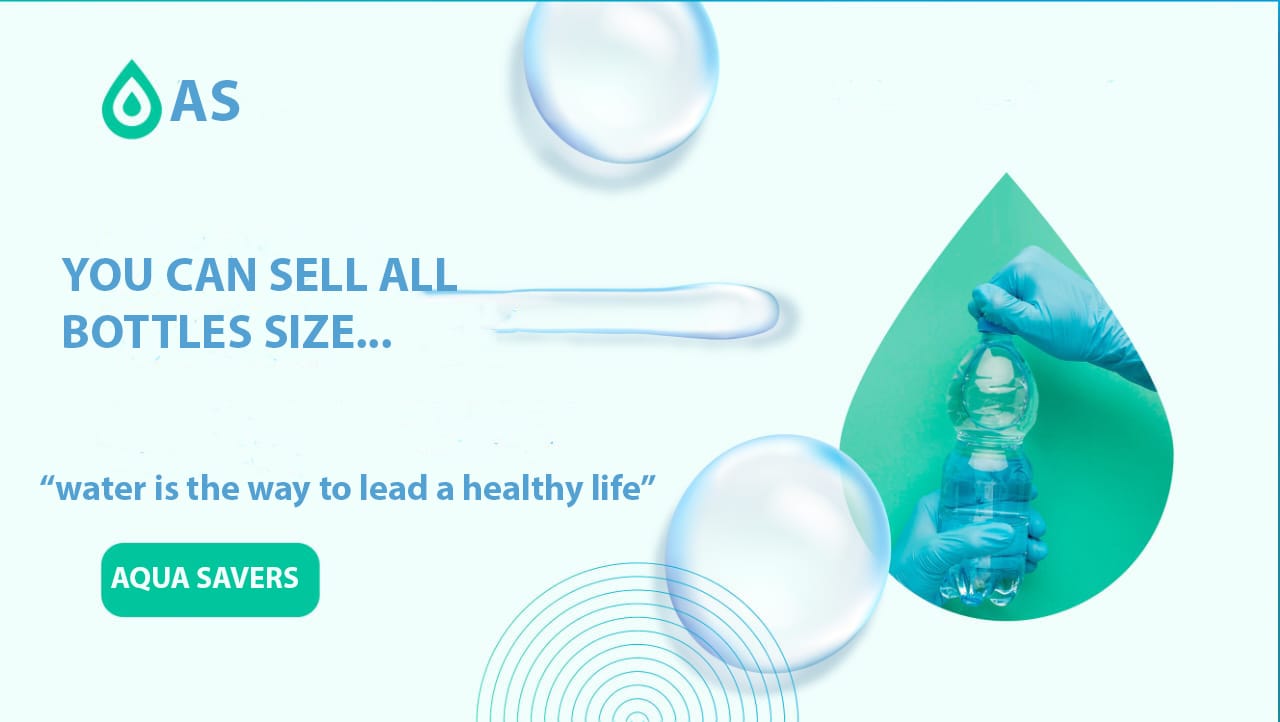 AS
YOU CAN SELL ALL
BOTTLES SIZE...
“water is the way to lead a healthy life”
AQUA SAVERS